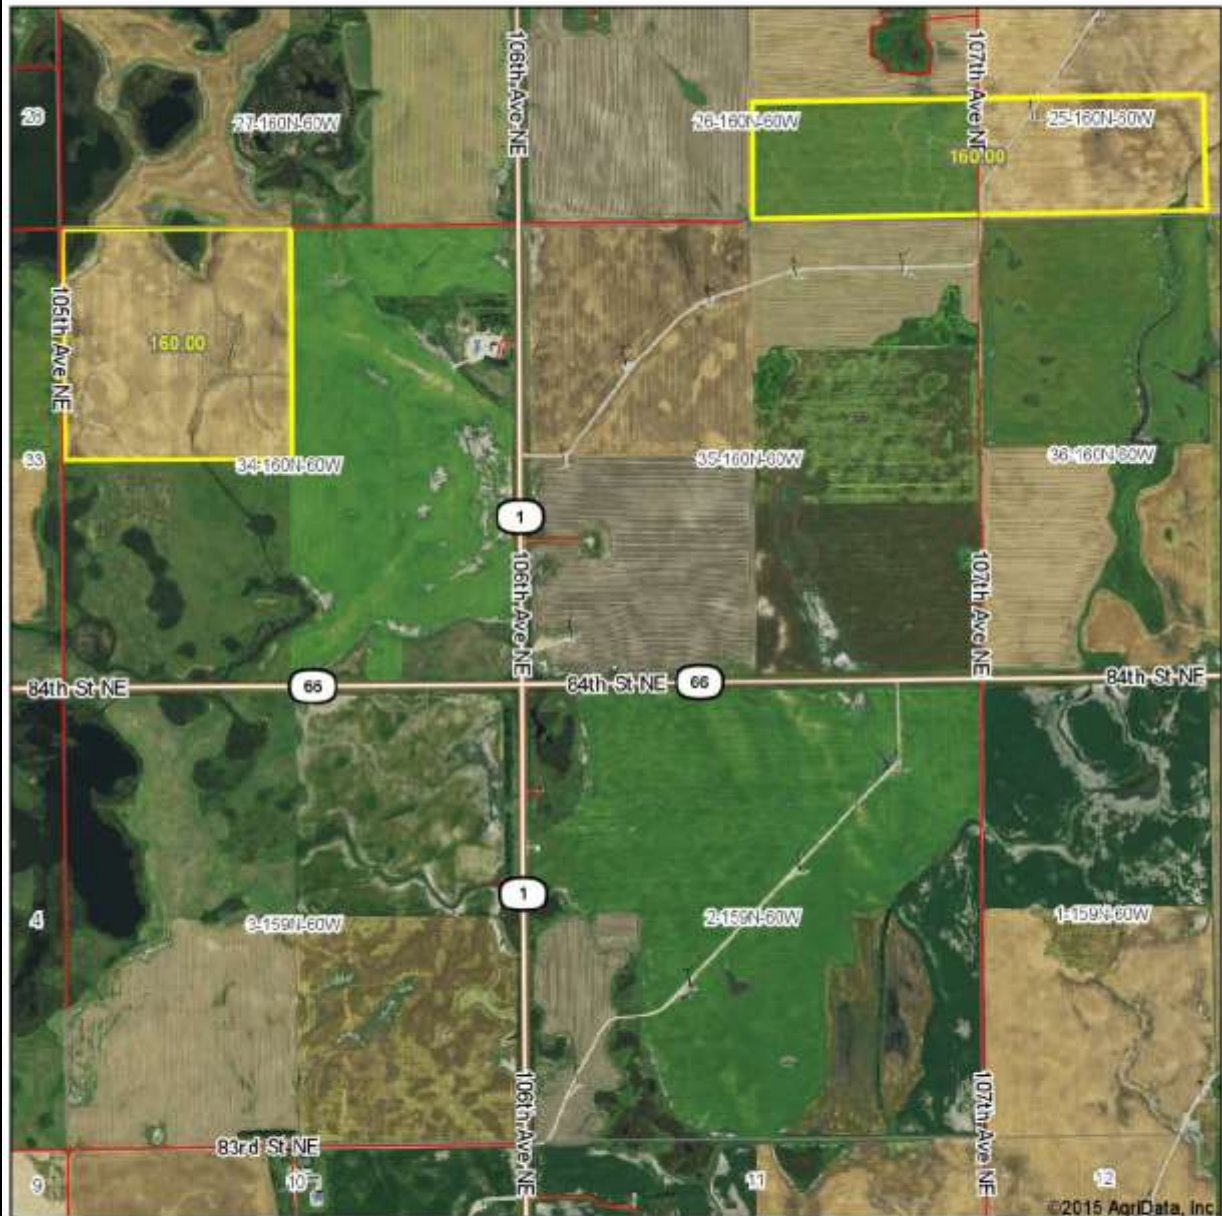 106th Ave NE
107th Ave NE
28
27-160N-60W
26-160N-60W
25-160N-60W
160.00
105th Ave NE
160.00
33
34-160N-60W
35-160N-60W
36-160N-60W
1
106th Ave NE
107th Ave NE
84th St NE
66
84th St NE
66
84th St NE
1
4
3-159N-60W
2-159N-60W
1-159N-60W
106th Ave NE
107th Ave NE
83rd St NE
9
10
11
12
©2015 AgriData, Inc